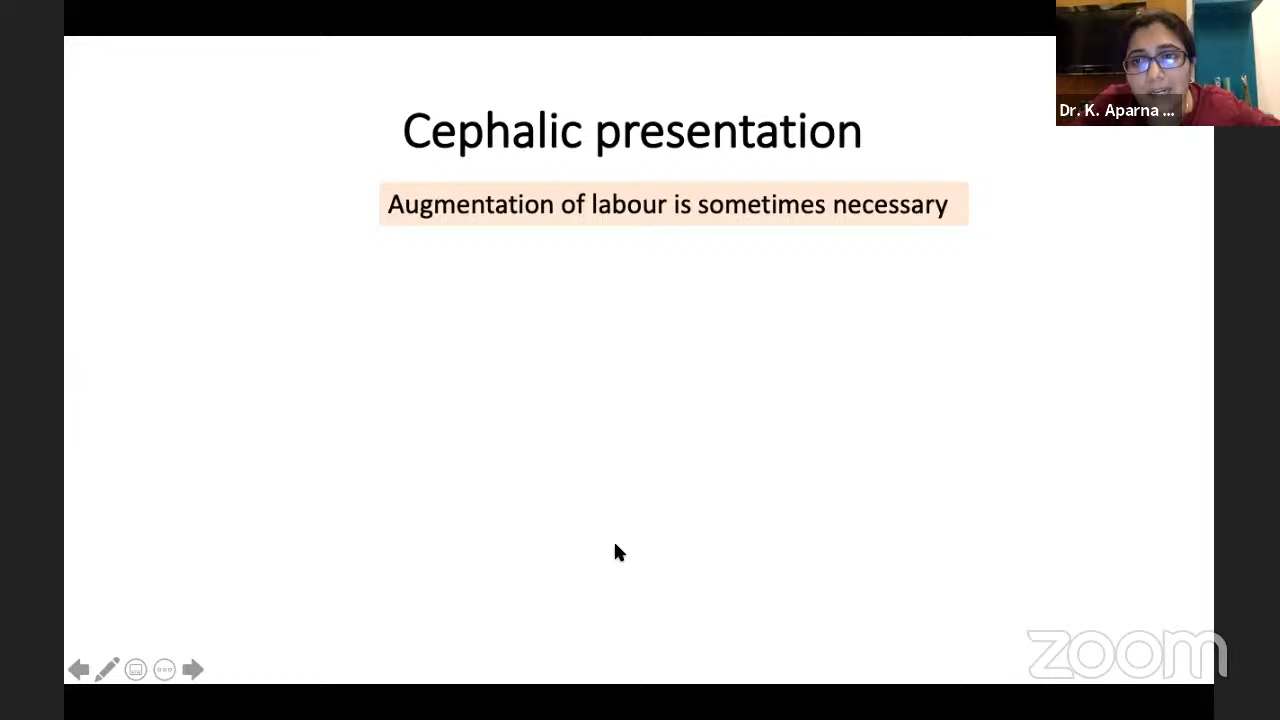 Cephalic presentation
Augmentation of labour is sometimes necessary
Dr. K. Aparna ...
zoom